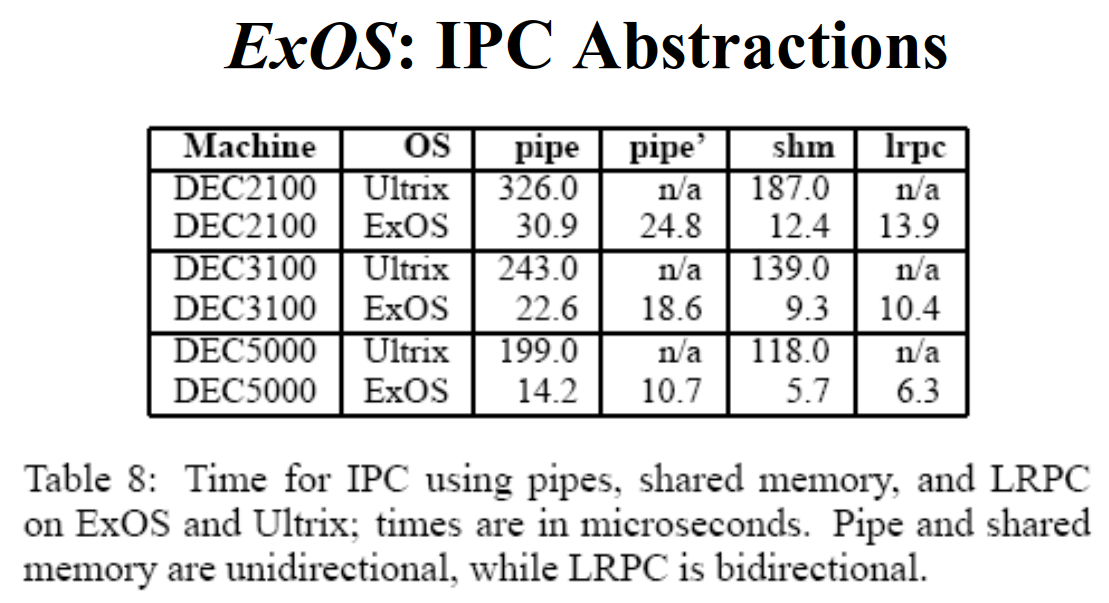 ExOS: IPC Abstractions
Machine OS pipe pipe’ shm lrpc
DEC2100 Ultrix 326.0 n/a 187.0 n/a
DEC2100 ExOS 30.9 24.8 12.4 13.9
DEC3100 Ultrix 243.0 n/a 139.0 n/a
DEC3100 ExOS 22.6 18.6 9.3 10.4
DEC5000 Ultrix 199.0 n/a 118.0 n/a
DEC5000 ExOS 14.2 10.7 5.7 6.3
Table 8: Time for IPC using pipes, shared memory, and LRPC
on ExOS and Ultrix; times are in microseconds. Pipe and shared
memory are unidirectional, while LRPC is bidirectional.